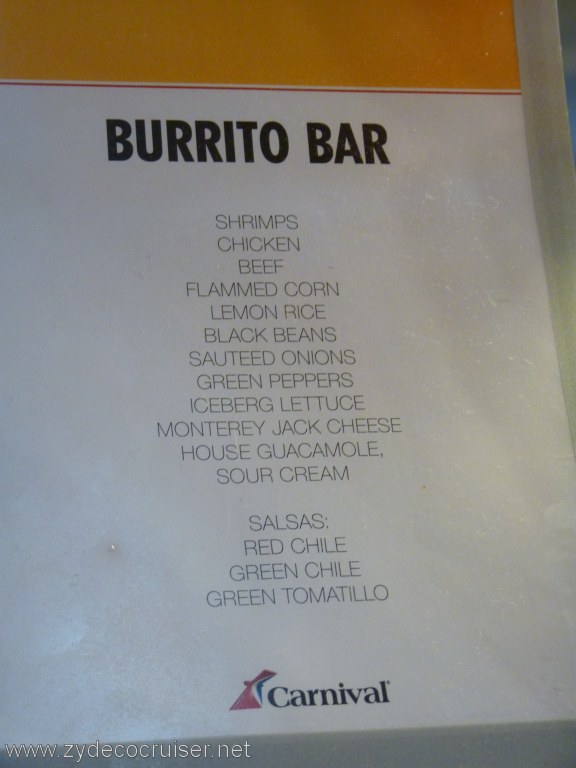 BURRITO BAR
SHRIMPS
CHICKEN
BEEF
FLAMMED CORN
LEMON RICE
BLACK BEANS
SAUTEED ONIONS
GREEN PEPPERS
ICEBERG LETTUCE
MONTEREY JACK CHEESE
HOUSE GUACAMOLE,
SOUR CREAM
SALSAS:
RED CHILE
GREEN CHILE
GREEN TOMATILLO
Carnival
www.zydecocruiser.net